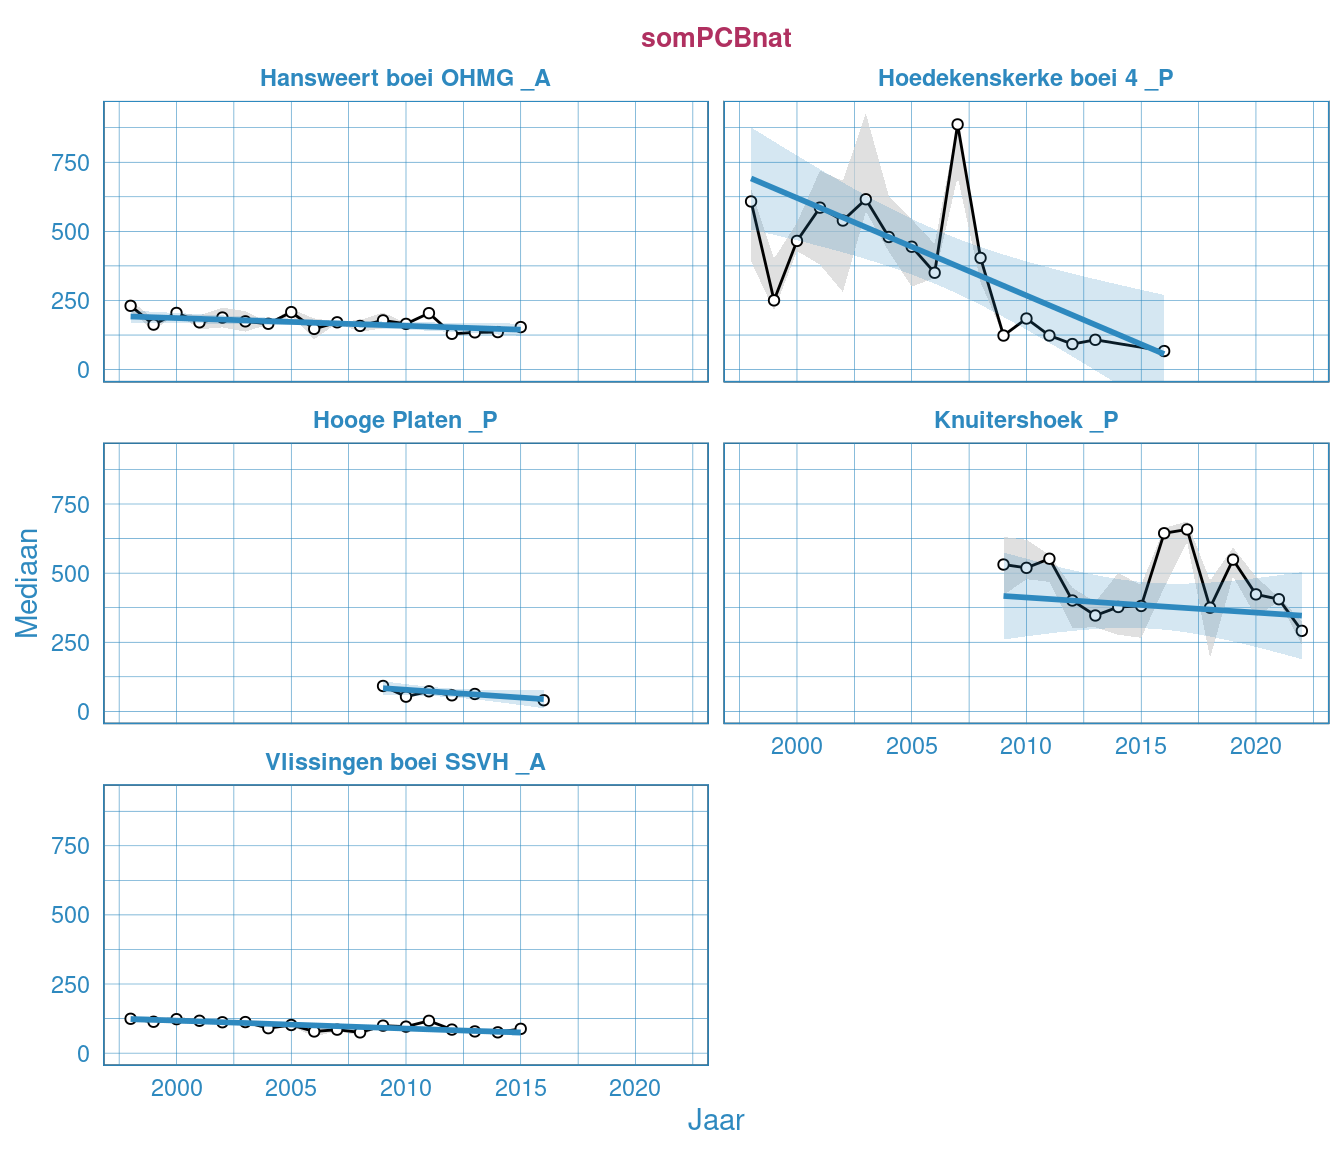 somPCBnat
Hansweert boei OHMG _A
Hoedekenskerke boei 4 _P
750
500
250
0
Hooge Platen _P
Knuitershoek _P
Mediaan
750
500
250
0
2000 2005 2010 2015 2020
Vlissingen boei SSVH _A
750
500
250
0
2000 2005 2010 2015 2020
Jaar